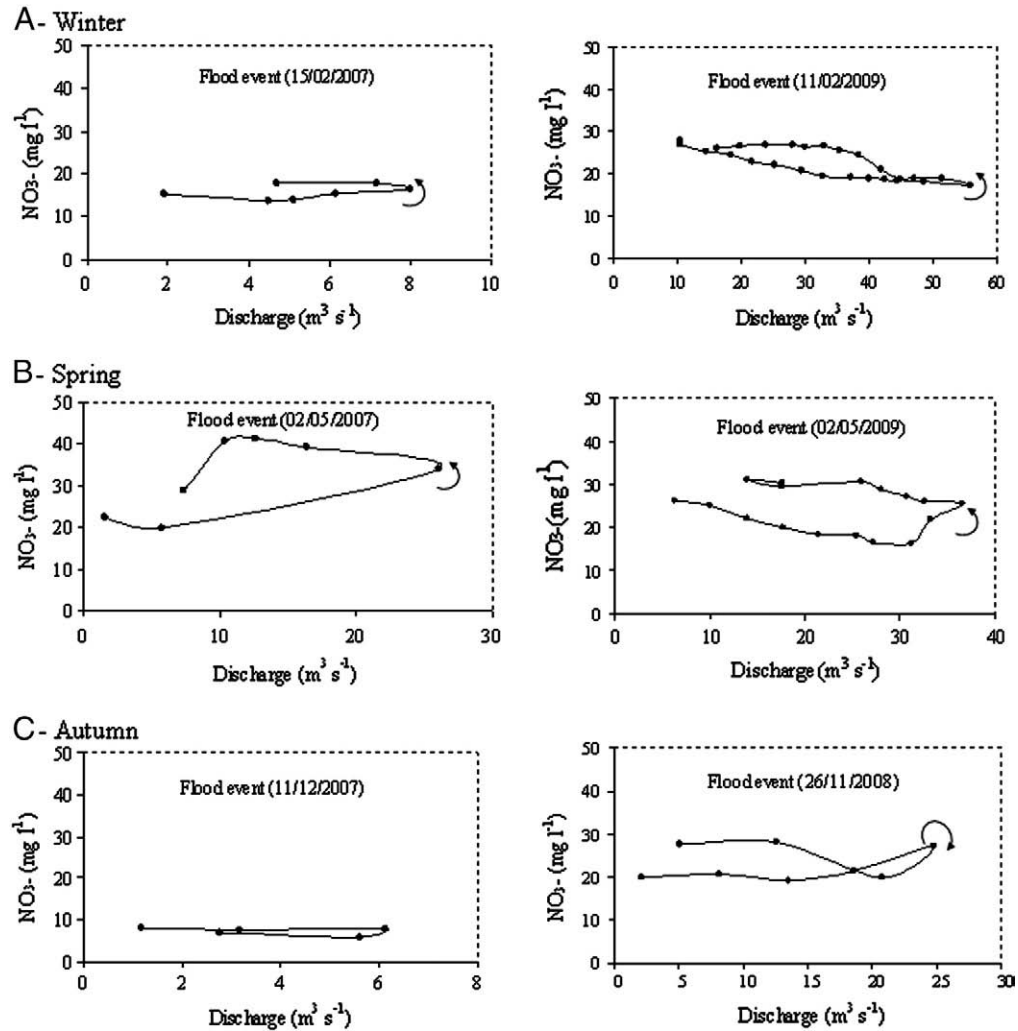 A- Winter
Flood event (15/02/2007)
NO3- (mg l-1)
50
40
30
20
10
0
0 2 4 6 8 10
Discharge (m³ s⁻¹)
Flood event (11/02/2009)
NO3- (mg l-1)
50
40
30
20
10
0
0 10 20 30 40 50 60
Discharge (m³ s⁻¹)
B- Spring
Flood event (02/05/2007)
NO3- (mg l-1)
50
40
30
20
10
0
0 10 20 30
Discharge (m³ s⁻¹)
Flood event (02/05/2009)
NO3-(mg l-1)
50
40
30
20
10
0
0 10 20 30 40
Discharge (m³ s⁻¹)
C- Autumn
Flood event (11/12/2007)
NO3- (mg l-1)
50
40
30
20
10
0
0 2 4 6 8
Discharge (m³ s⁻¹)
Flood event (26/11/2008)
NO3- (mg l-1)
50
40
30
20
10
0
0 5 10 15 20 25 30
Discharge (m³ s⁻¹)